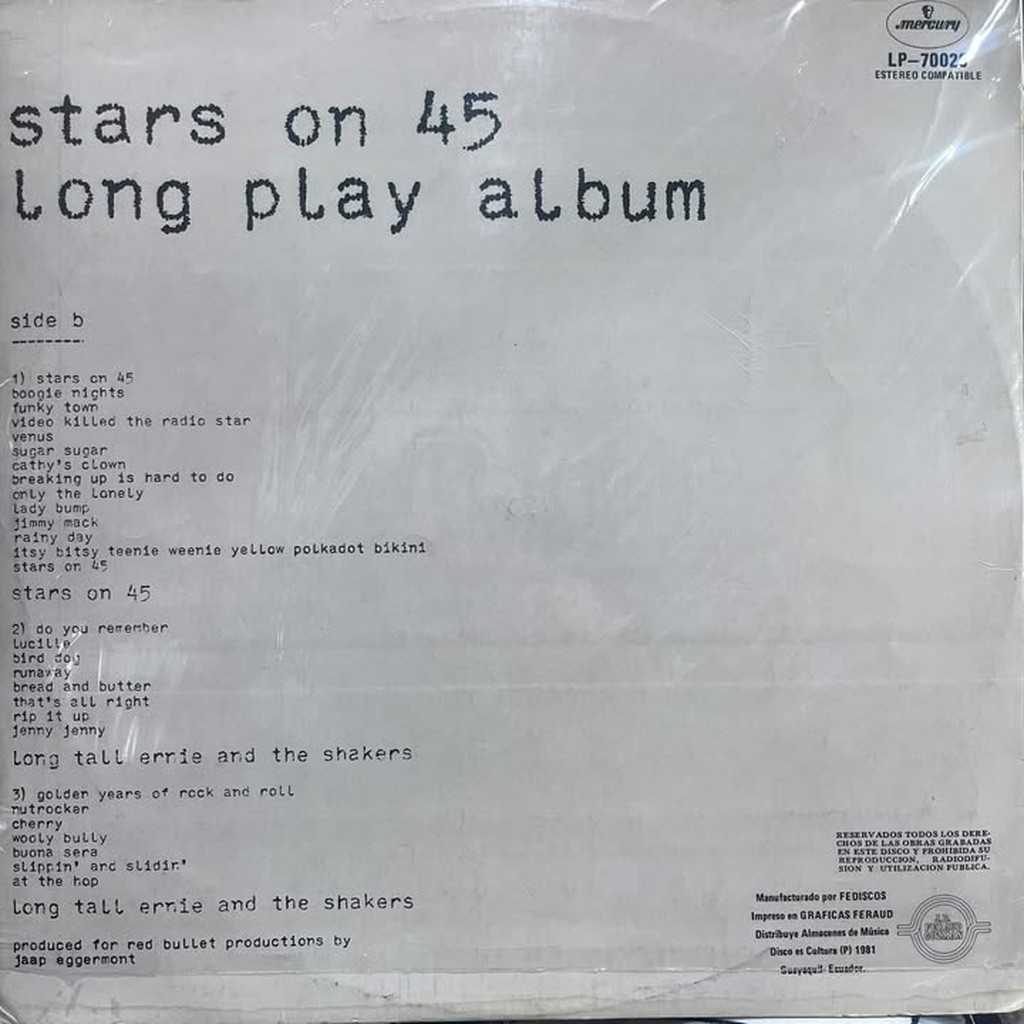 mercury
LP-7002
ESTEREO COMPATIBLE
stars on 45
long play album
side b
--------
1) stars on 45
boogie nights
funky town
video killed the radio star
venus
sugar sugar
cathy's clown
breaking up is hard to do
only the lonely
lady bump
jimmy mack
rainy day
itsy bitsy teenie weenie yellow polkadot bikini
stars on 45
stars on 45
2) do you remember
lucille
bird dog
runaway
bread and butter
that's all right
rip it up
jenny jenny
long tall ernie and the shakers
3) golden years of rock and roll
nutrocker
cherry
wooly bully
buona sera
slippin' and slidin'
at the hop
long tall ernie and the shakers
produced for red bullet productions by
jaap eggermont
RESERVADOS TODOS LOS DERE-
CHOS DE LAS OBRAS GRABADAS
EN ESTE DISCO Y PROHIBIDA SU
REPRODUCCION, RADIODIFU-
SION Y UTILIZACION PUBLICA.
Manufacturado por FEDISCOS
Impreso en GRAFICAS FERAUD
Distribuye Almacenes de Música
Disco es Cultura (P) 1981
Guayaquil- Ecuador.